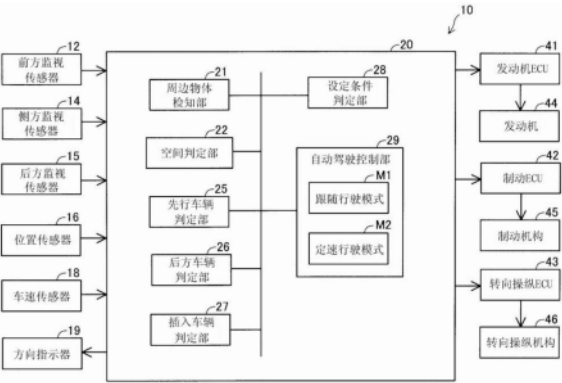 10
12
前方监视
传感器
14
侧方监视
传感器
15
后方监视
传感器
16
位置传感器
18
车速传感器
19
方向指示器
20
21
周边物体
检知部
22
空间判定部
25
先行车辆
判定部
26
后方车辆
判定部
27
插入车辆
判定部
28
设定条件
判定部
29
自动驾驶控制部
M1
跟随行驶模式
M2
定速行驶模式
41
发动机ECU
44
发动机
42
制动ECU
45
制动机构
43
转向操纵ECU
46
转向操纵机构